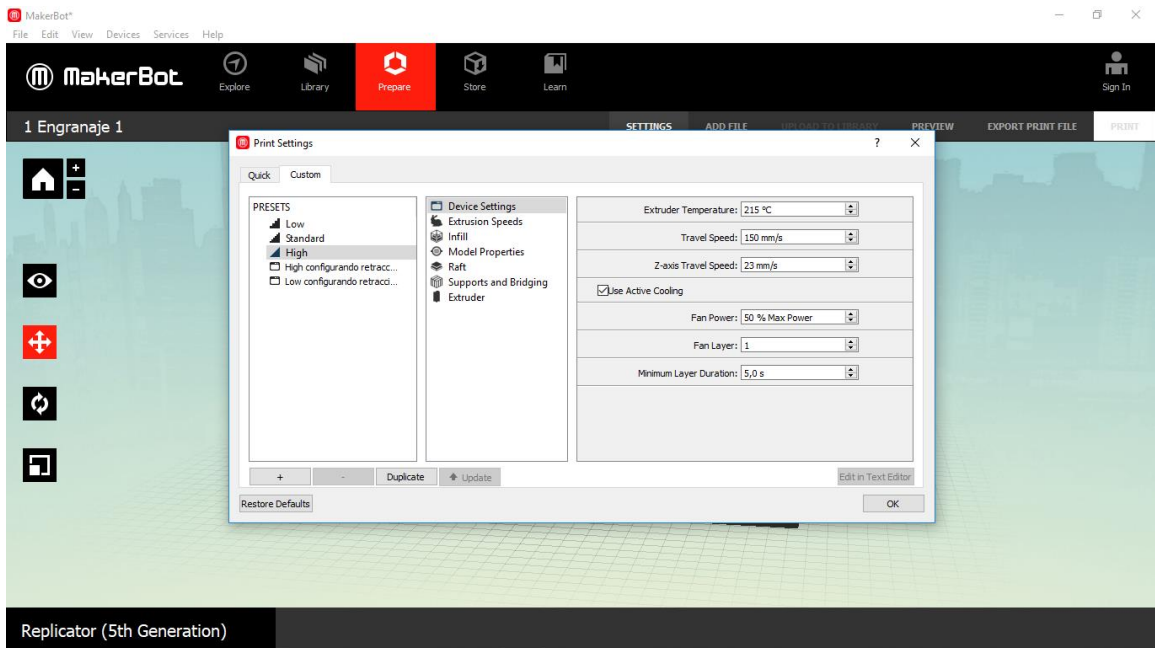 MakerBot*
File Edit View Devices Services Help
MakerBot
Explore Library Prepare Store Learn Sign In
1 Engranaje 1
SETTINGS ADD FILE UPLOAD TO LIBRARY PREVIEW EXPORT PRINT FILE PRINT
Print Settings ? ×
Quick Custom
PRESETS
Low
Standard
High
High configurando retracc...
Low configurando retracci...
Device Settings
Extrusion Speeds
Infill
Model Properties
Raft
Supports and Bridging
Extruder
Extruder Temperature: 215 °C
Travel Speed: 150 mm/s
Z-axis Travel Speed: 23 mm/s
Use Active Cooling
Fan Power: 50 % Max Power
Fan Layer: 1
Minimum Layer Duration: 5,0 s
+ - Duplicate Update Edit in Text Editor
Restore Defaults OK
Replicator (5th Generation)